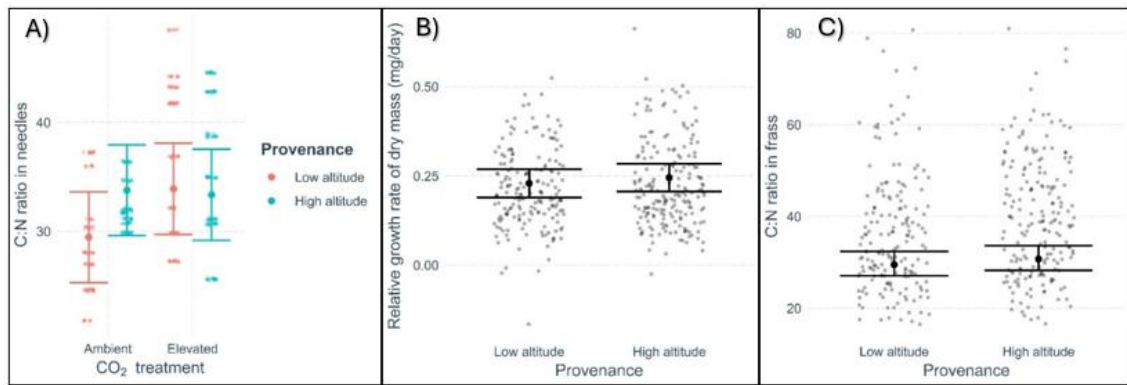 A)
C:N ratio in needles
40
30
Ambient
Elevated
CO₂ treatment
Provenance
Low altitude
High altitude
B)
Relative growth rate of dry mass (mg/day)
0.50
0.25
0.00
Low altitude
High altitude
Provenance
C)
C:N ratio in frass
80
60
40
20
Low altitude
High altitude
Provenance